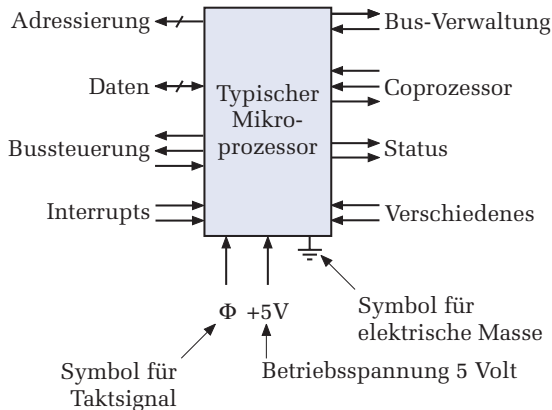 Adressierung
Bus-Verwaltung
Daten
Typischer
Mikro-
prozessor
Coprozessor
Bussteuerung
Status
Interrupts
Verschiedenes
Φ +5V
Symbol für
elektrische Masse
Symbol für
Taktsignal
Betriebsspannung 5 Volt